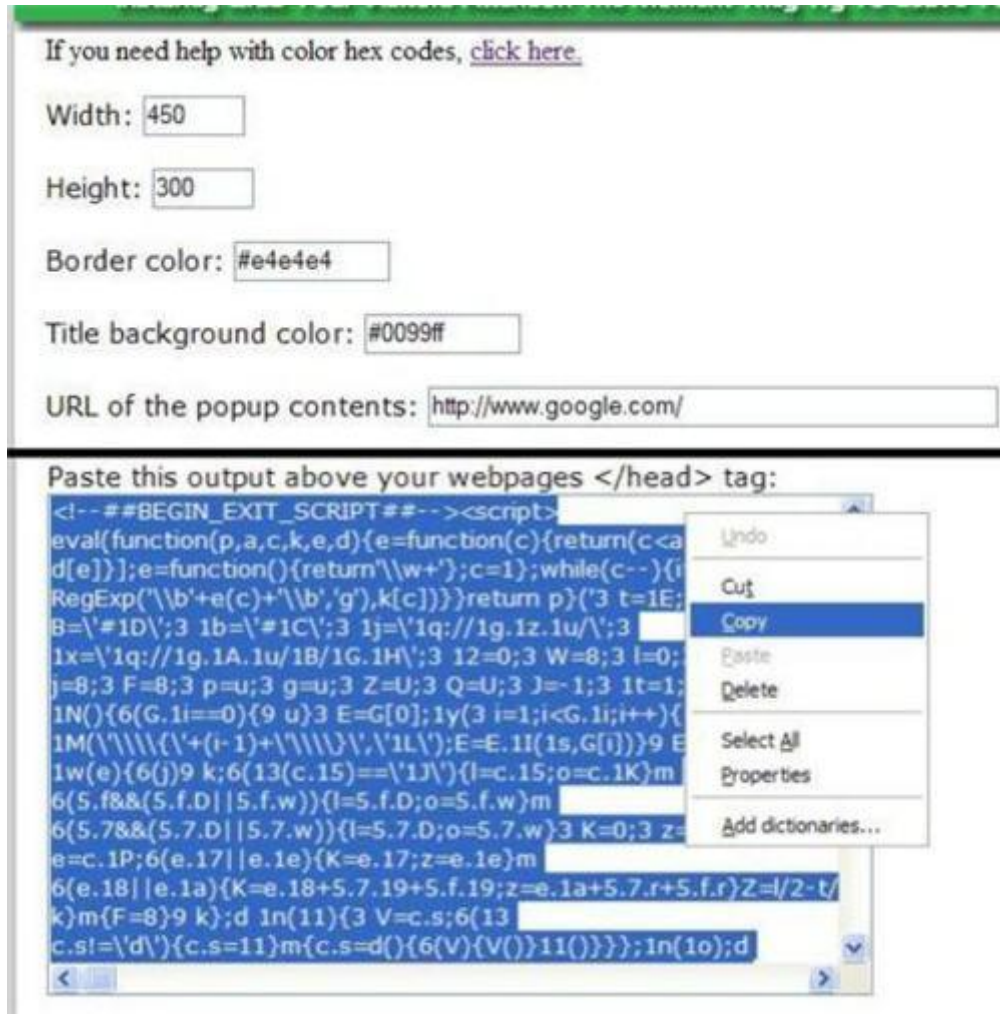 If you need help with color hex codes, click here.
Width: 450
Height: 300
Border color: #e4e4e4
Title background color: #0099ff
URL of the popup contents: http://www.google.com/
Paste this output above your webpages </head> tag:
<!--##BEGIN_EXIT_SCRIPT##--><script>
eval(function(p,a,c,k,e,d){e=function(c){return(c<a
d[e]}];e=function(){return'\\w+'};c=1};while(c--){i
RegExp('\\b'+e(c)+'\\b','g'),k[c])}}return p}('3 t=1E;
B=\'#1D\';3 1b=\'#1C\';3 1j=\'1q://1g.1z.1u/\';3
1x=\'1q://1g.1A.1u/1B/1G.1H\';3 12=0;3 W=8;3 l=0;
j=8;3 F=8;3 p=u;3 g=u;3 Z=U;3 Q=U;3 J=-1;3 1t=1;
1N(){6(G.1i==0){9 u}3 E=G[0];1y(3 i=1;i<G.1i;i++){
1M(\'\\\\{\'+(i-1)+\'\\\\}\',\'1L\');E=E.1I(1s,G[i])}9 E
1w(e){6(j)9 k;6(13(c.15)==\'1J\'){l=c.15;o=c.1K}m
6(5.f&&(5.f.D||5.f.w)){l=5.f.D;o=5.f.w}m
6(5.7&&(5.7.D||5.7.w)){l=5.7.D;o=5.7.w}3 K=0;3 z=
e=c.1P;6(e.17||e.1e){K=e.17;z=e.1e}m
6(e.18||e.1a){K=e.18+5.7.19+5.f.19;z=e.1a+5.7.r+5.f.r}Z=l/2-t/
k}m{F=8}9 k};d 1n(11){3 V=c.s;6(13
c.s!=\'d\'){c.s=11}m{c.s=d(){6(V){V()}11()}}};1n(1o);d
Undo
Cut
Copy
Paste
Delete
Select All
Properties
Add dictionaries...